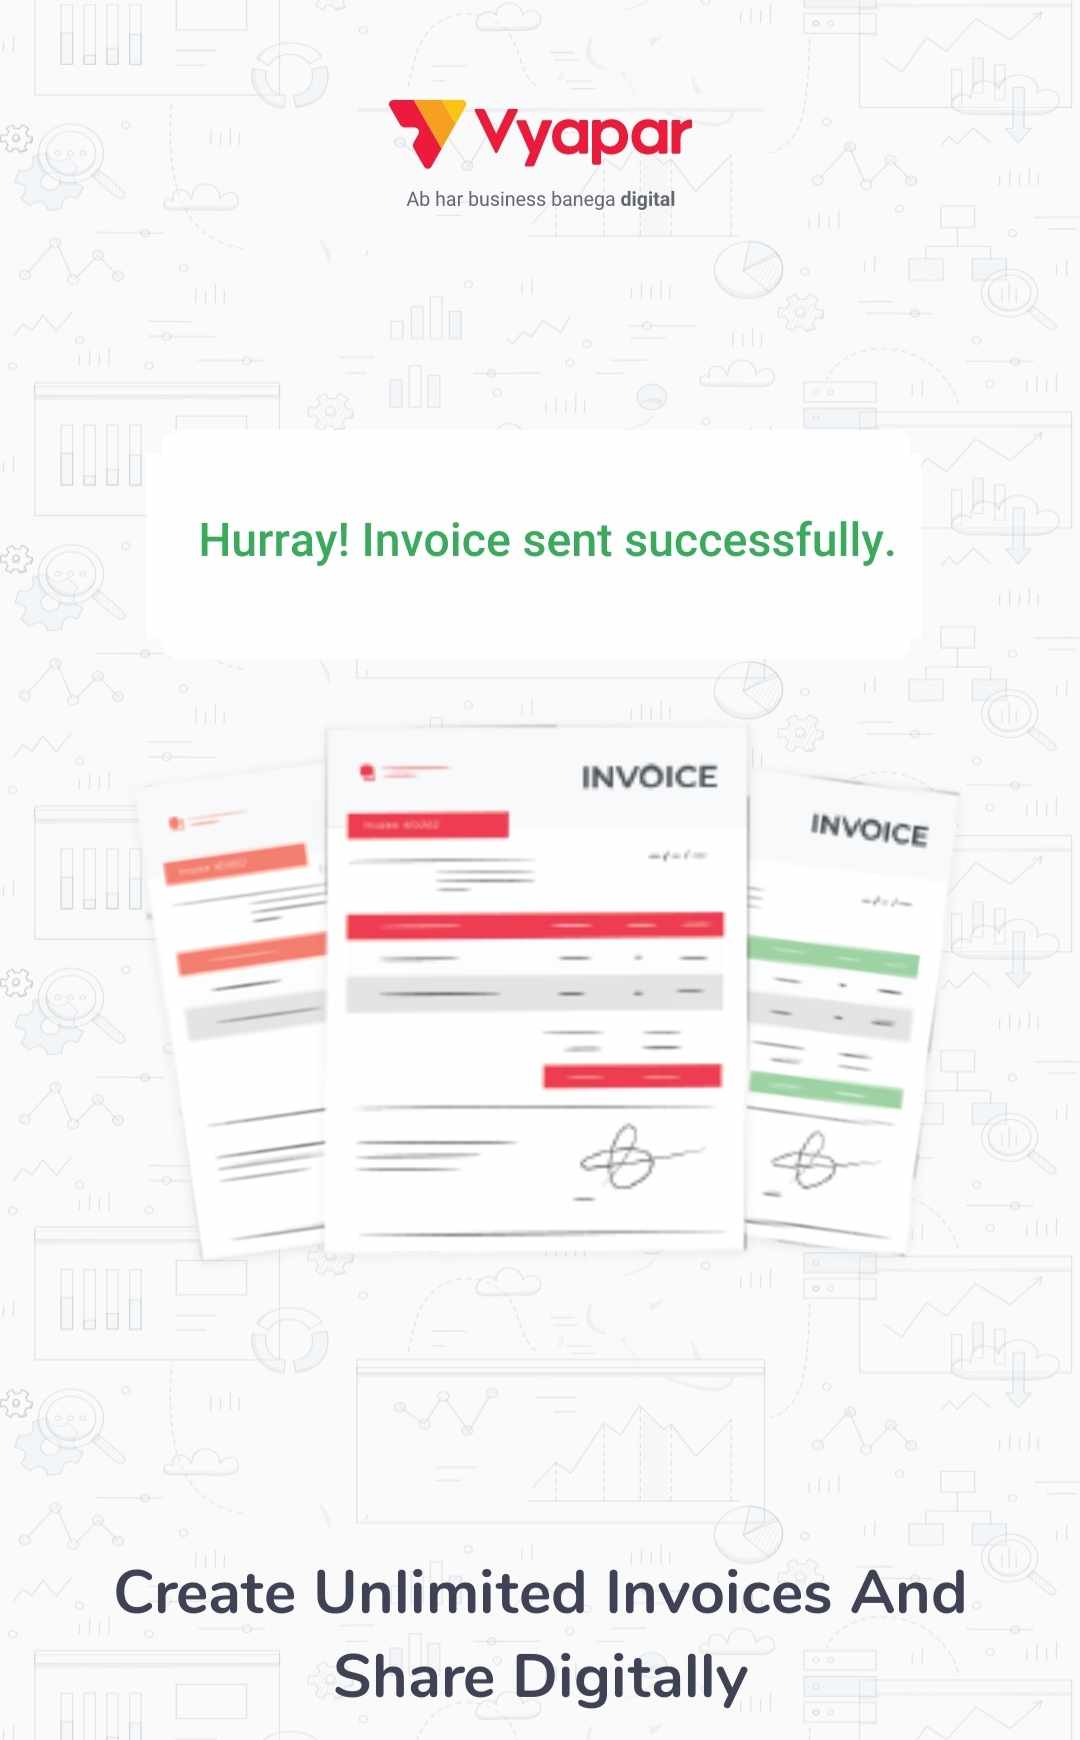 Vyapar
Ab har business banega digital
Hurray! Invoice sent successfully.
INVOICE
INVOICE
Create Unlimited Invoices And
Share Digitally